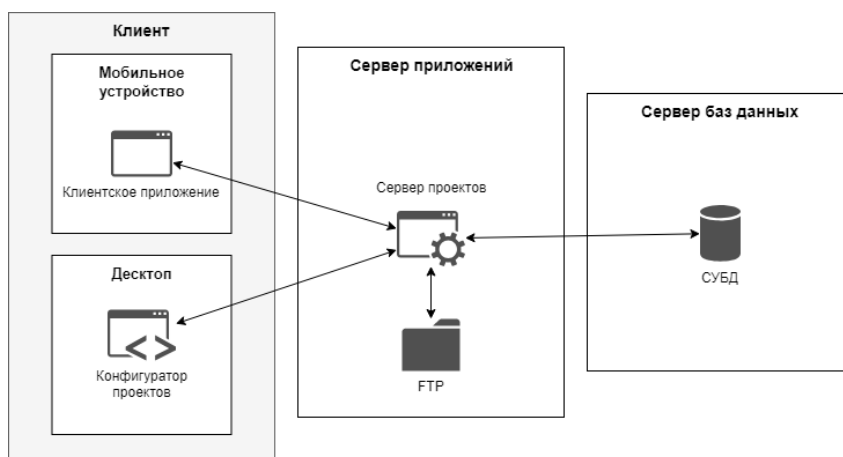 Клиент
Мобильное
устройство
Клиентское приложение
Десктоп
Конфигуратор
проектов
Сервер приложений
Сервер проектов
FTP
Сервер баз данных
СУБД